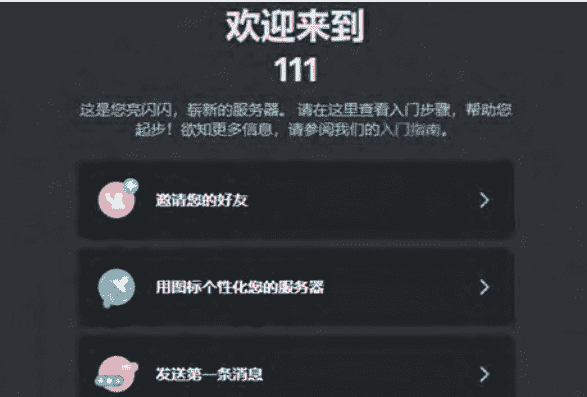 欢迎来到
111
这是您亮闪闪，崭新的服务器。 请在这里查看入门步骤，帮助您
起步！欲知更多信息，请参阅我们的入门指南。
邀请您的好友
用图标个性化您的服务器
发送第一条消息